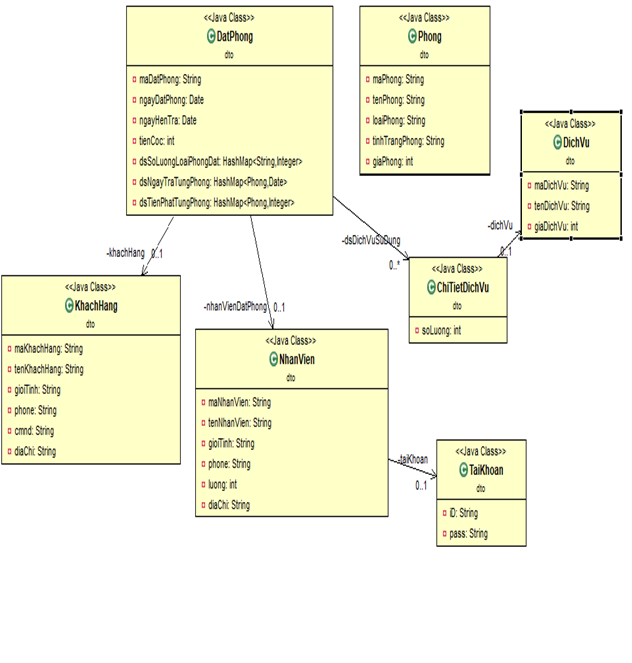 <<Java Class>>
DatPhong
dto
maDatPhong: String
ngayDatPhong: Date
ngayHenTra: Date
tienCoc: int
dsSoLuongLoaiPhongDat: HashMap<String,Integer>
dsNgayTraTungPhong: HashMap<Phong,Date>
dsTienPhatTungPhong: HashMap<Phong,Integer>
<<Java Class>>
Phong
dto
maPhong: String
tenPhong: String
loaiPhong: String
tinhTrangPhong: String
giaPhong: int
<<Java Class>>
DichVu
dto
maDichVu: String
tenDichVu: String
giaDichVu: int
-dichVu
0..1
-dsDichVuSuDung
0..*
<<Java Class>>
ChiTietDichVu
dto
soLuong: int
-khachHang 0..1
<<Java Class>>
KhachHang
dto
maKhachHang: String
tenKhachHang: String
gioiTinh: String
phone: String
cmnd: String
diaChi: String
-nhanVienDatPhong 0..1
<<Java Class>>
NhanVien
dto
maNhanVien: String
tenNhanVien: String
gioiTinh: String
phone: String
luong: int
diaChi: String
-taiKhoan
0..1
<<Java Class>>
TaiKhoan
dto
iD: String
pass: String